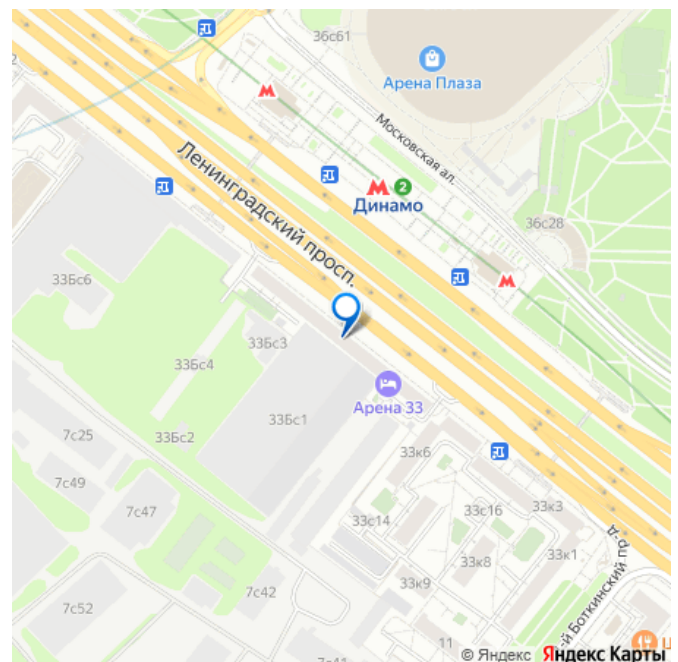 36с61
Арена Плаза
Московская ал.
Ленинградский просп.
2
Динамо
36с28
33Бс6
33Бс3
33Бс4
33Бс1
Арена 33
7с25
33Бс2
33к6
7с49
7с47
33с14
33с16
33к3
33к8
33к1
33к9
7с42
7с52
11
-й Боткинский пр-д
© Яндекс Яндекс Карты